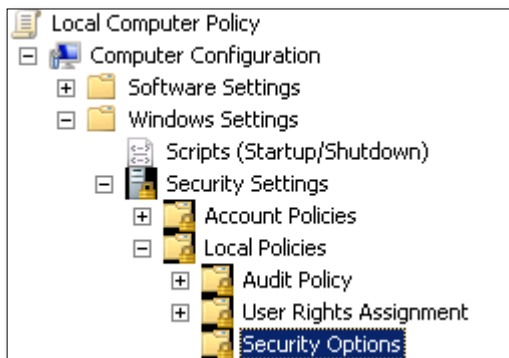 Local Computer Policy
Computer Configuration
Software Settings
Windows Settings
Scripts (Startup/Shutdown)
Security Settings
Account Policies
Local Policies
Audit Policy
User Rights Assignment
Security Options